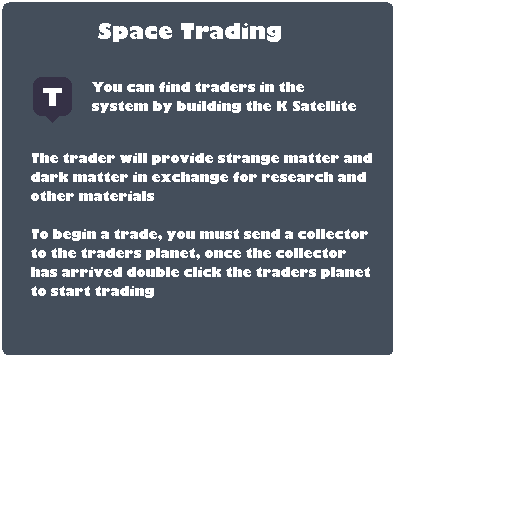 Space Trading
T
You can find traders in the
system by building the K Satellite
The trader will provide strange matter and
dark matter in exchange for research and
other materials
To begin a trade, you must send a collector
to the traders planet, once the collector
has arrived double click the traders planet
to start trading